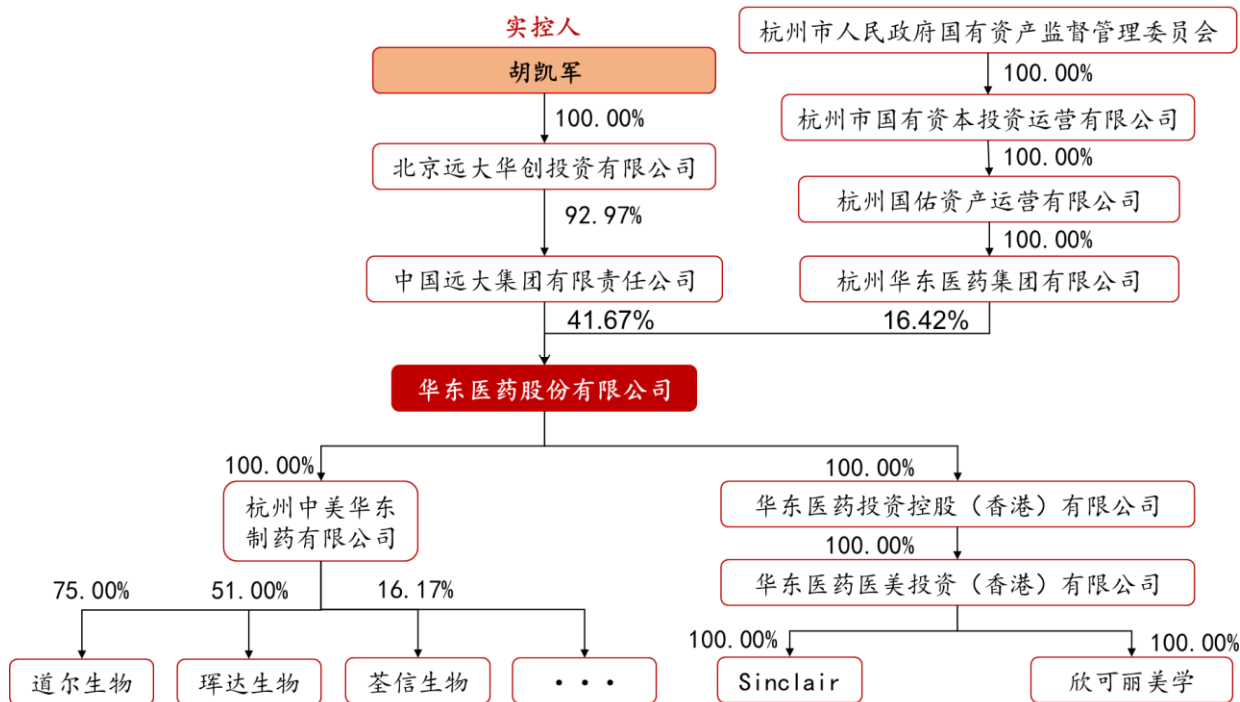 实控人
胡凯军
100.00%
北京远大华创投资有限公司
92.97%
中国远大集团有限责任公司
41.67%
杭州市人民政府国有资产监督管理委员会
100.00%
杭州市国有资本投资运营有限公司
100.00%
杭州国佑资产运营有限公司
100.00%
杭州华东医药集团有限公司
16.42%
华东医药股份有限公司
100.00%
杭州中美华东
制药有限公司
75.00%
51.00%
16.17%
道尔生物
珲达生物
荃信生物
···
100.00%
华东医药投资控股（香港）有限公司
100.00%
华东医药医美投资（香港）有限公司
100.00%
100.00%
Sinclair
欣可丽美学